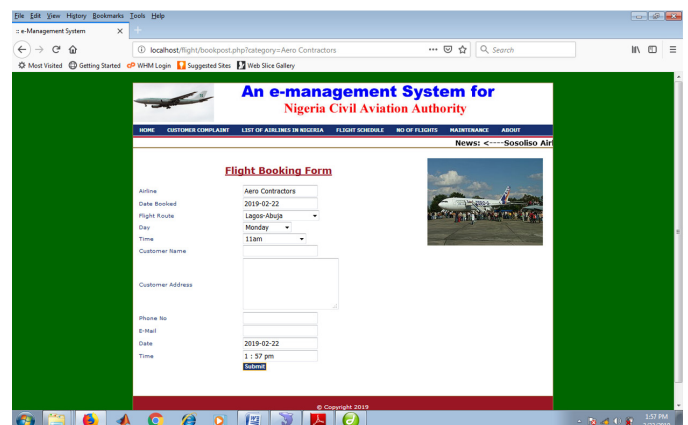 File Edit View History Bookmarks Tools Help
:: e-Management System
localhost/flight/bookpost.php?category=Aero Contractors
Search
Most Visited Getting Started WHM Login Suggested Sites Web Slice Gallery
An e-management System for
Nigeria Civil Aviation Authority
HOME CUSTOMER COMPLAINT LIST OF AIRLINES IN NIGERIA FLIGHT SCHEDULE NO OF FLIGHTS MAINTENANCE ABOUT
News: <----Sosoliso Airl
Flight Booking Form
Airline Aero Contractors
Date Booked 2019-02-22
Flight Route Lagos-Abuja
Day Monday
Time 11am
Customer Name
Customer Address
Phone No
E-Mail
Date 2019-02-22
Time 1 : 57 pm
Submit
© Copyright 2019
1:57 PM